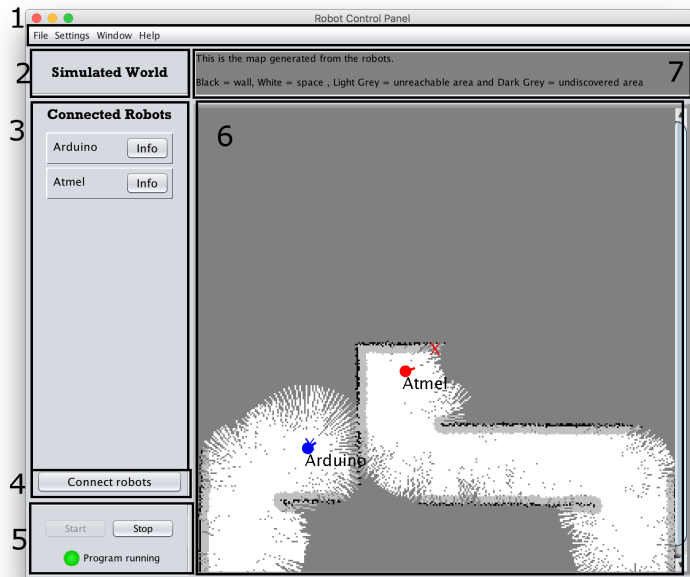 1
Robot Control Panel
File Settings Window Help
2
Simulated World
This is the map generated from the robots.
7
Black = wall, White = space , Light Grey = unreachable area and Dark Grey = undiscovered area
3
Connected Robots
Arduino Info
Atmel Info
6
X
Atmel
Arduino
4
Connect robots
5
Start Stop
Program running